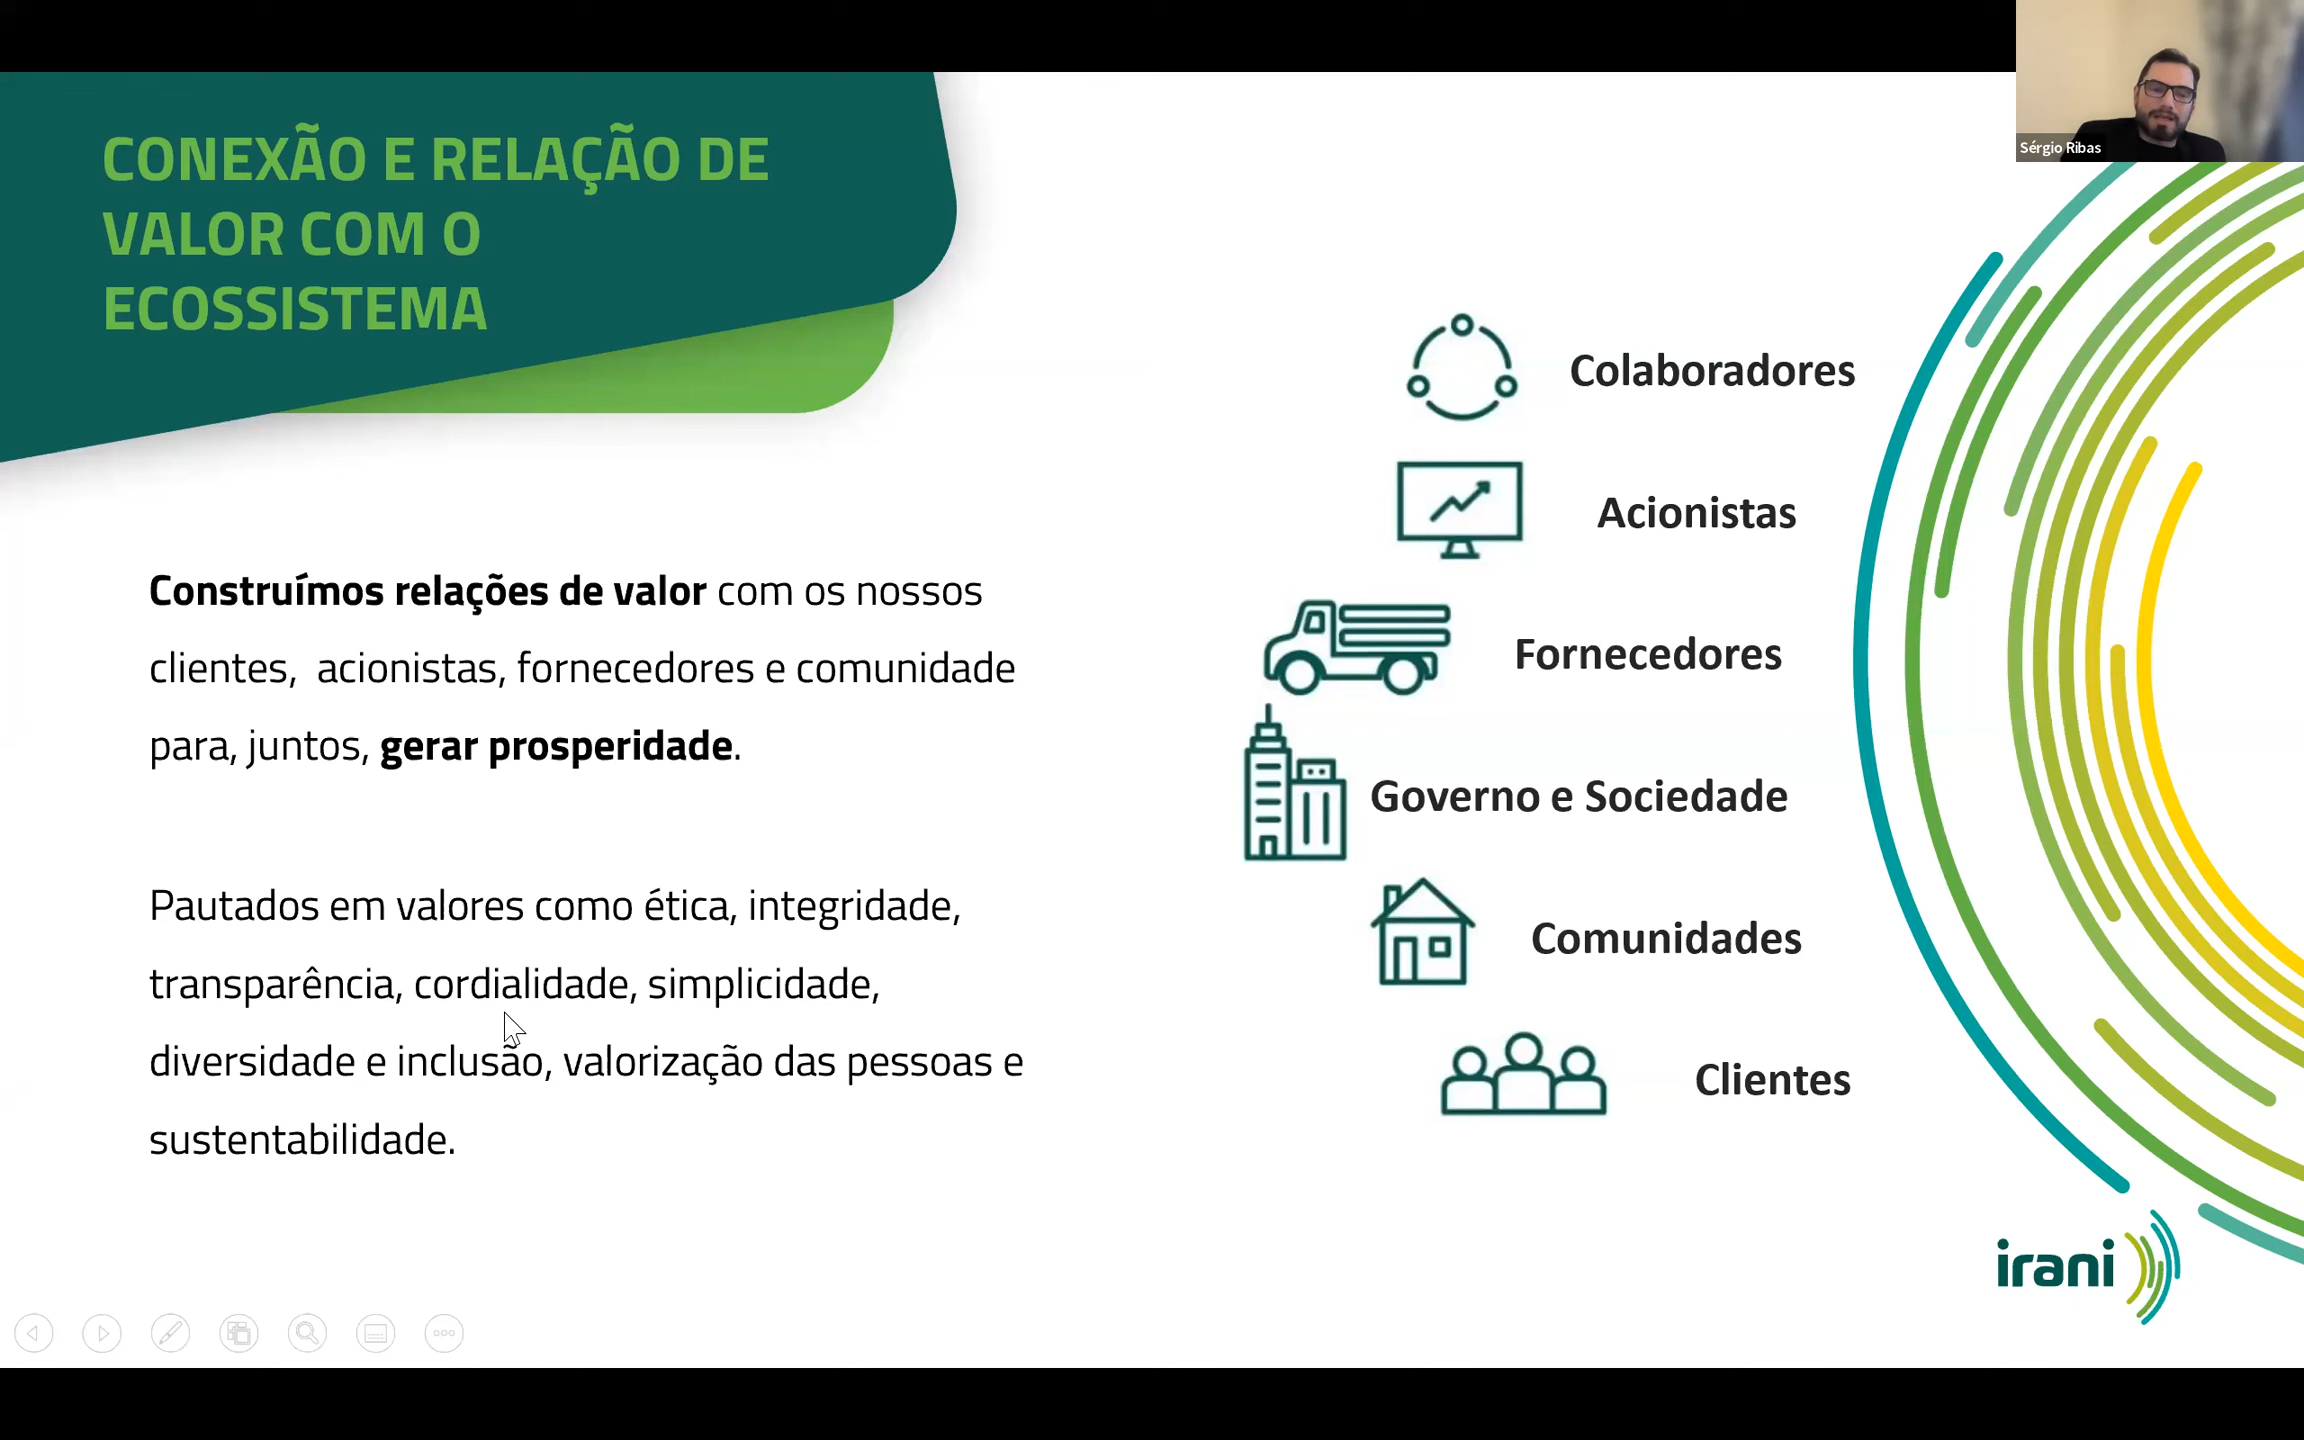 Sérgio Ribas
CONEXÃO E RELAÇÃO DE
VALOR COM O
ECOSSISTEMA
Construímos relações de valor com os nossos
clientes,  acionistas, fornecedores e comunidade
para, juntos, gerar prosperidade.
Pautados em valores como ética, integridade,
transparência, cordialidade, simplicidade,
diversidade e inclusão, valorização das pessoas e
sustentabilidade.
Colaboradores
Acionistas
Fornecedores
Governo e Sociedade
Comunidades
Clientes
irani